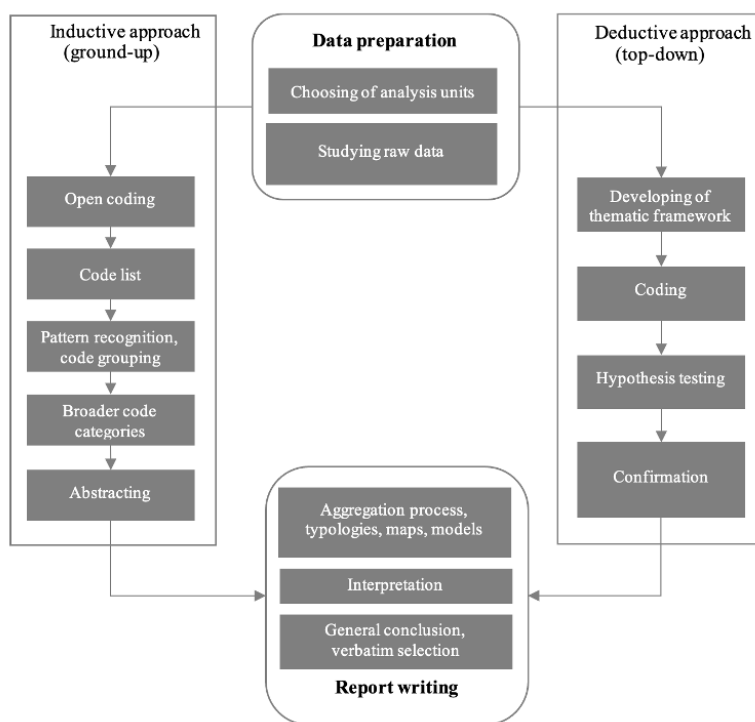 Inductive approach
(ground-up)
Open coding
Code list
Pattern recognition,
code grouping
Broader code
categories
Abstracting
Data preparation
Choosing of analysis units
Studying raw data
Deductive approach
(top-down)
Developing of
thematic framework
Coding
Hypothesis testing
Confirmation
Aggregation process,
typologies, maps, models
Interpretation
General conclusion,
verbatim selection
Report writing